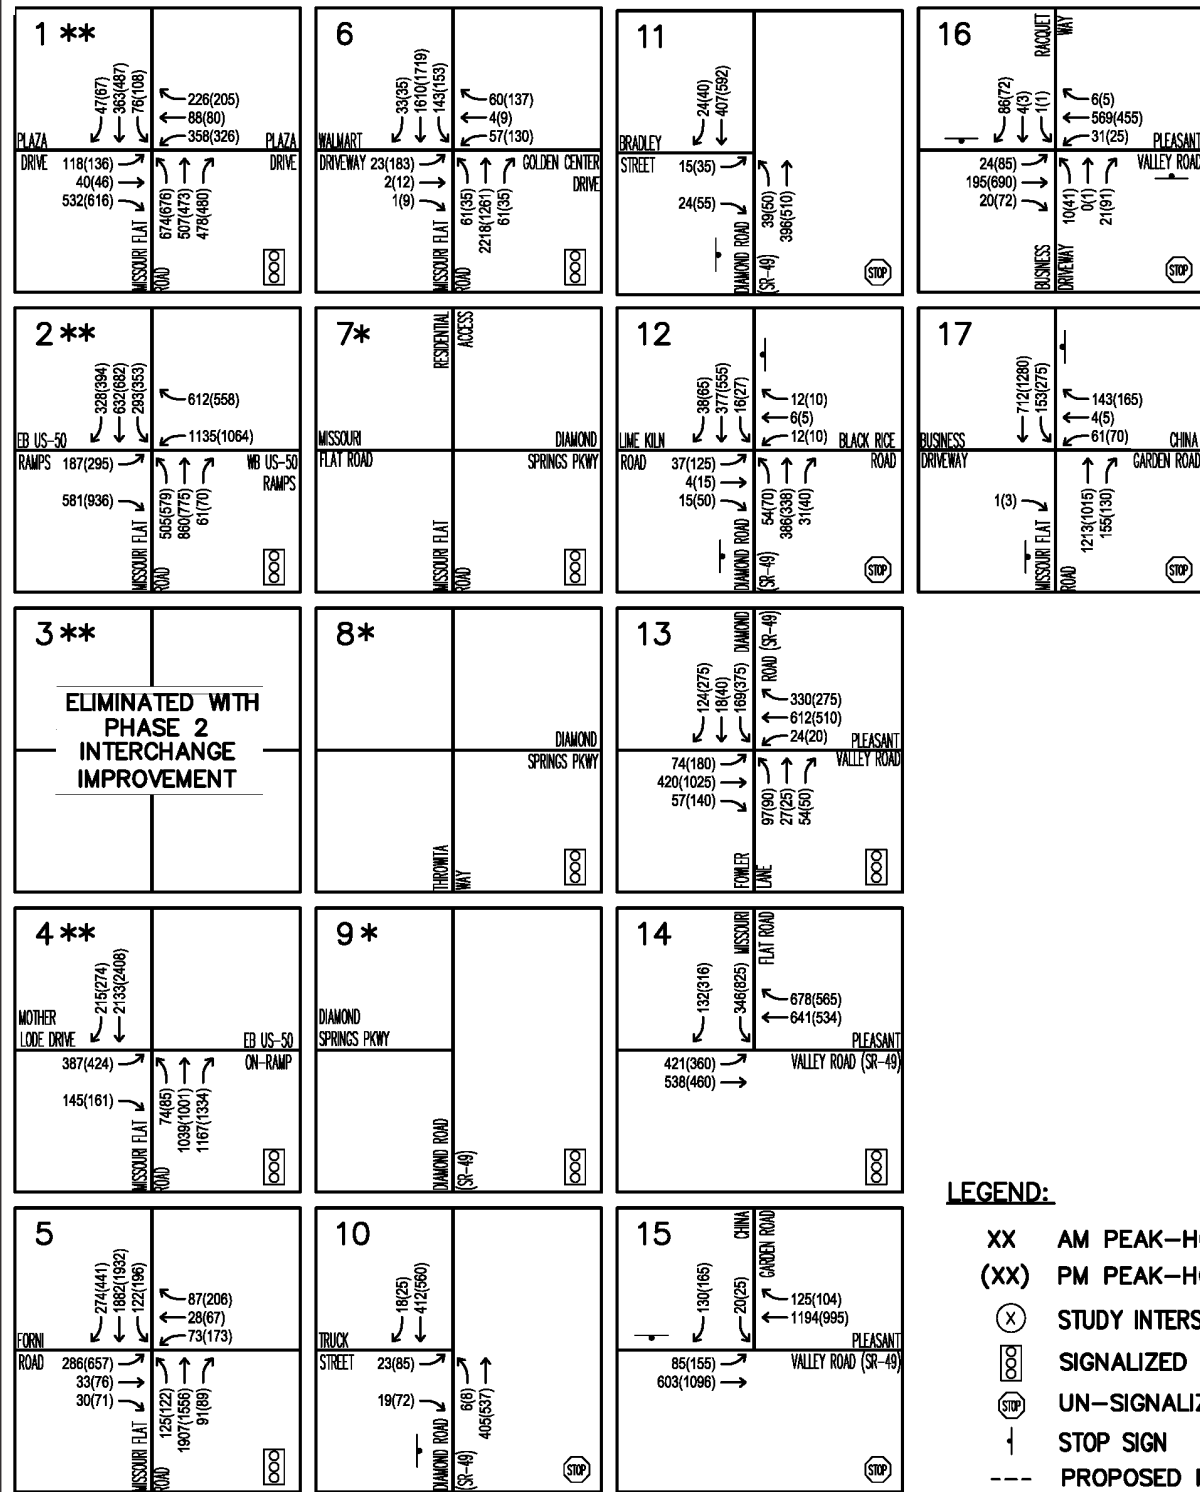 1 **
47(67)
363(487)
76(108)
226(205)
88(80)
358(326)
PLAZA
DRIVE
PLAZA
DRIVE
118(136)
40(46)
532(616)
674(676)
507(473)
478(480)
MISSOURI FLAT
ROAD
6
33(35)
1610(1719)
143(153)
60(137)
4(9)
57(130)
WALMART
DRIVEWAY
GOLDEN CENTER
DRIVE
23(183)
2(12)
1(9)
61(35)
2218(1261)
61(35)
MISSOURI FLAT
ROAD
11
24(40)
407(592)
BRADLEY
STREET
15(35)
24(55)
39(50)
396(510)
DIAMOND ROAD
(SR-49)
STOP
16
RACQUET
WAY
86(72)
4(3)
1(1)
6(5)
569(455)
31(25)
PLEASANT
VALLEY ROAD
24(85)
195(690)
20(72)
10(41)
0(1)
21(91)
BUSINESS
DRIVEWAY
STOP
2 **
328(394)
632(682)
293(353)
612(558)
1135(1064)
EB US-50
RAMPS
WB US-50
RAMPS
187(295)
581(936)
505(579)
860(775)
61(70)
MISSOURI FLAT
ROAD
7*
RESIDENTIAL
ACCESS
MISSOURI
FLAT ROAD
DIAMOND
SPRINGS PKWY
MISSOURI FLAT
ROAD
12
38(65)
377(555)
16(27)
12(10)
6(5)
12(10)
LIME KILN
ROAD
BLACK RICE
ROAD
37(125)
4(15)
15(50)
54(70)
386(338)
31(40)
DIAMOND ROAD
(SR-49)
STOP
17
712(1280)
153(275)
143(165)
4(5)
61(70)
BUSINESS
DRIVEWAY
CHINA
GARDEN ROAD
1(3)
1213(1015)
155(130)
MISSOURI FLAT
ROAD
STOP
3 **
ELIMINATED WITH
PHASE 2
INTERCHANGE
IMPROVEMENT
8*
DIAMOND
SPRINGS PKWY
THROWITA
WAY
13
DIAMOND
ROAD (SR-49)
124(275)
18(40)
169(375)
330(275)
612(510)
24(20)
PLEASANT
VALLEY ROAD
74(180)
420(1025)
57(140)
97(90)
27(25)
54(50)
FOWLER
LANE
4 **
215(274)
2133(2408)
MOTHER
LODE DRIVE
EB US-50
ON-RAMP
387(424)
145(161)
74(85)
1039(1001)
1167(1334)
MISSOURI FLAT
ROAD
9 *
DIAMOND
SPRINGS PKWY
DIAMOND ROAD
(SR-49)
14
MISSOURI
FLAT ROAD
132(316)
346(825)
678(565)
641(534)
PLEASANT
VALLEY ROAD (SR-49)
421(360)
538(460)
5
274(441)
1882(1932)
122(196)
87(206)
28(67)
73(173)
FORNI
ROAD
286(657)
33(76)
30(71)
125(122)
1907(1556)
91(89)
MISSOURI FLAT
ROAD
10
18(25)
412(560)
TRUCK
STREET
23(85)
19(72)
6(8)
405(537)
DIAMOND ROAD
(SR-49)
STOP
15
CHINA
GARDEN ROAD
130(165)
20(25)
125(104)
1194(995)
PLEASANT
VALLEY ROAD (SR-49)
85(155)
603(1096)
STOP
LEGEND:
XX AM PEAK-HO
(XX) PM PEAK-HO
X STUDY INTERS
SIGNALIZED
STOP UN-SIGNALIZ
STOP SIGN
--- PROPOSED